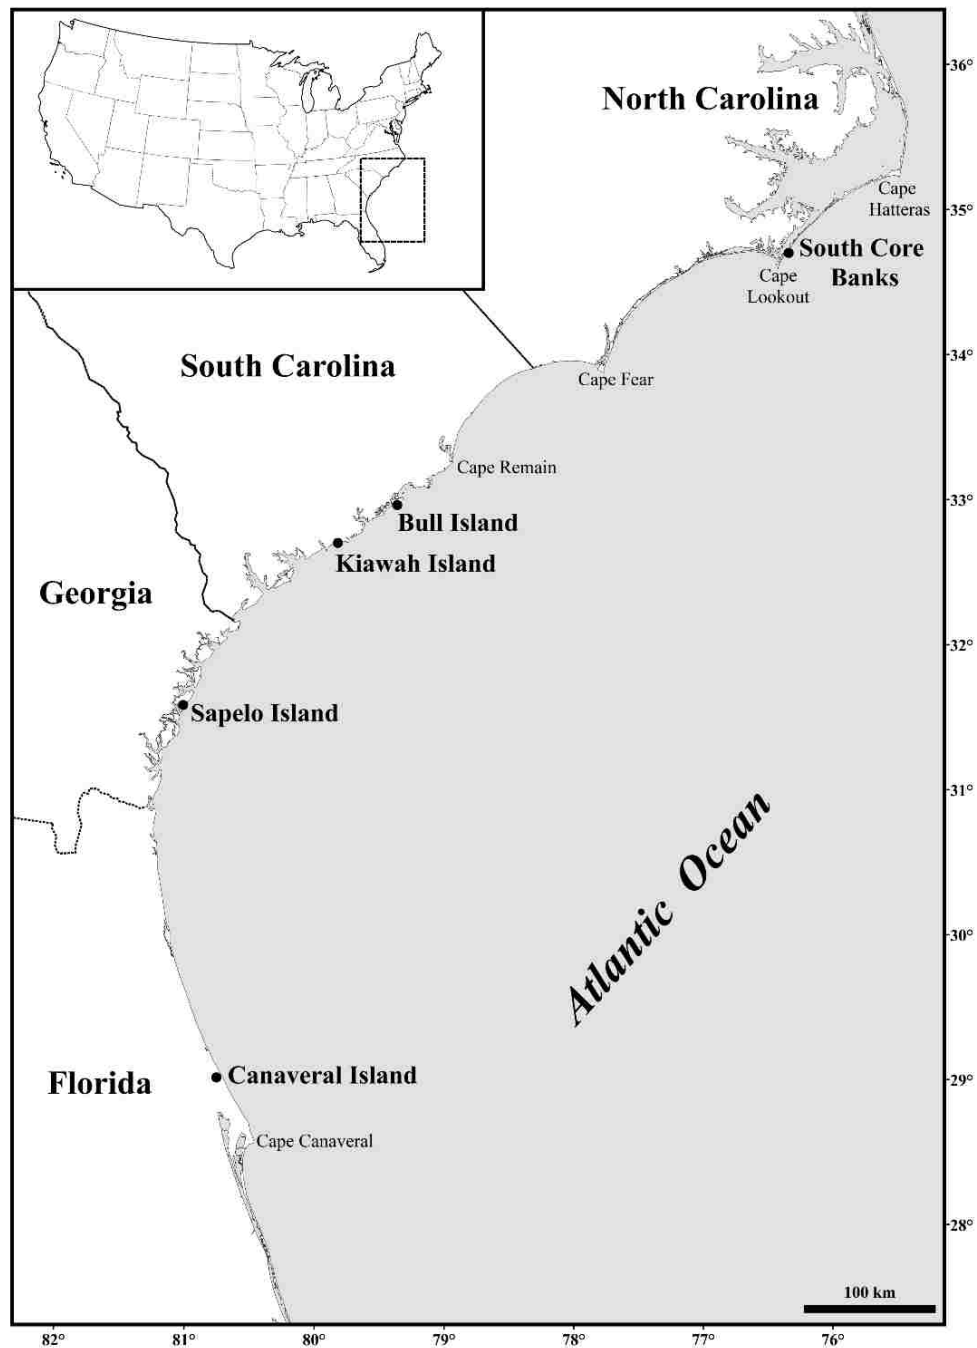 North Carolina
36°
Cape
Hatteras
35°
South Core
Banks
Cape
Lookout
34°
South Carolina
Cape Fear
Cape Remain
33°
Bull Island
Kiawah Island
Georgia
32°
Sapelo Island
31°
Atlantic Ocean
30°
Florida
Canaveral Island
29°
Cape Canaveral
28°
100 km
82°
81°
80°
79°
78°
77°
76°